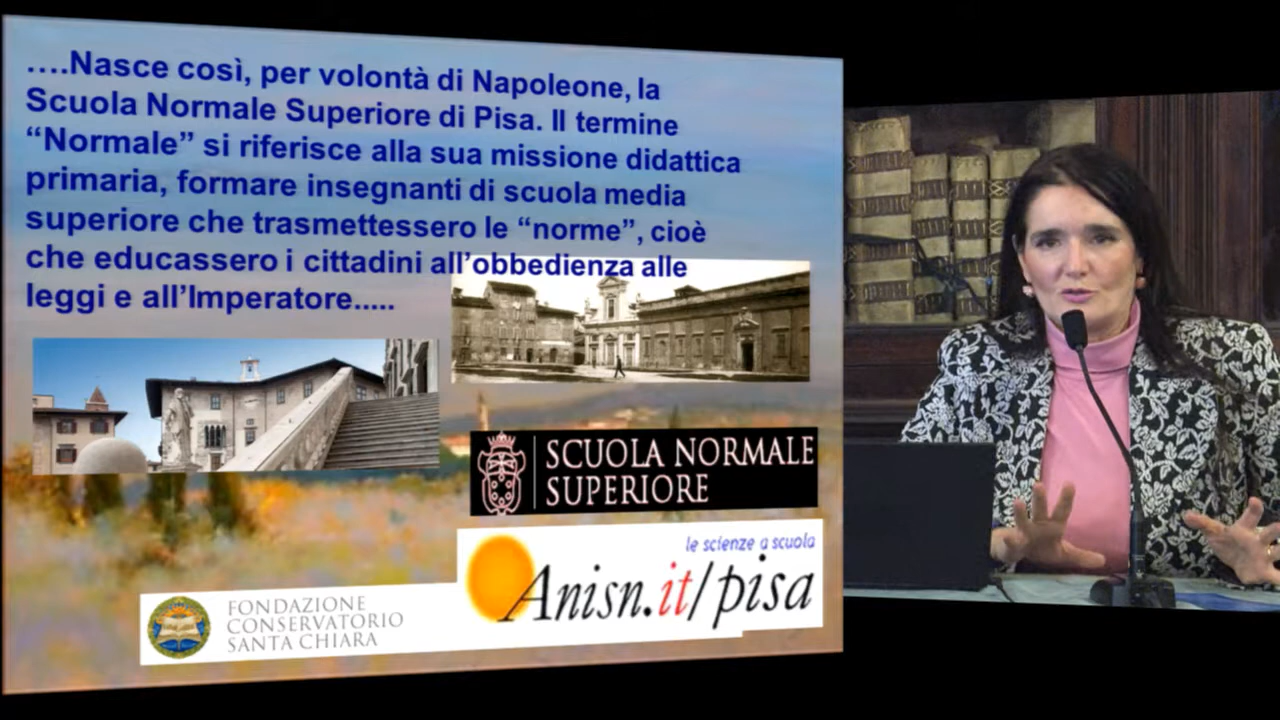 ….Nasce così, per volontà di Napoleone, la
Scuola Normale Superiore di Pisa. Il termine
“Normale” si riferisce alla sua missione didattica
primaria, formare insegnanti di scuola media
superiore che trasmettessero le “norme”, cioè
che educassero i cittadini all’obbedienza alle
leggi e all’Imperatore.....
SCUOLA NORMALE
SUPERIORE
le scienze a scuola
Anisn.it/pisa
FONDAZIONE
CONSERVATORIO
SANTA CHIARA